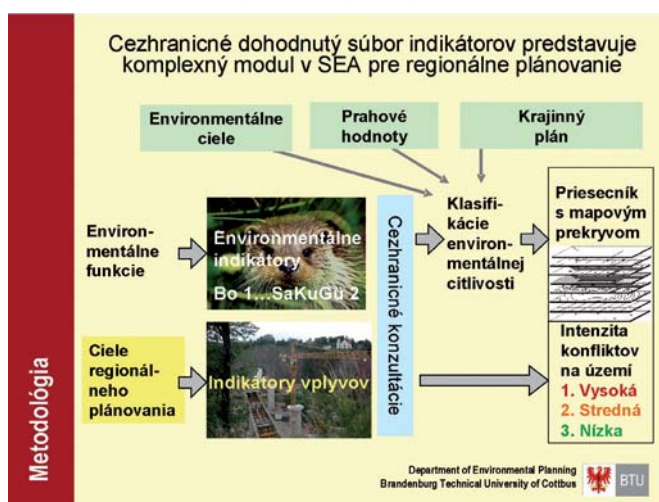 Cezhranicné dohodnutý súbor indikátorov predstavuje
komplexný modul v SEA pre regionálne plánovanie
Environmentálne
ciele
Prahové
hodnoty
Krajinný
plán
Environ-
mentálne
funkcie
Environmentálne
indikátory
Bo 1...SaKuGü 2
Cezhranicné konzultácie
Klasifi-
kácie
environ-
mentálnej
citlivosti
Priesecník
s mapovým
prekryvom
Ciele
regionál-
neho
plánovania
Indikátory vplyvov
Intenzita
konfliktov
na území
1. Vysoká
2. Stredná
3. Nízka
Metodológia
Department of Environmental Planning
Brandenburg Technical University of Cottbus
BTU